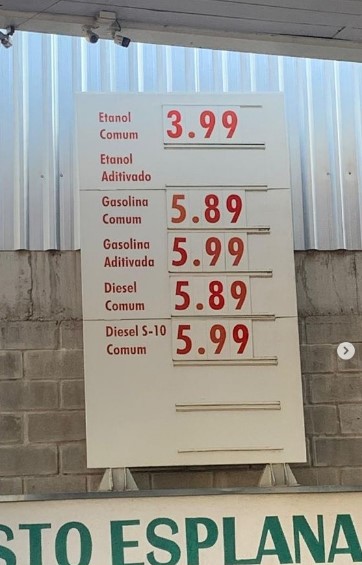 Etanol
Comum
3.99
Etanol
Aditivado
Gasolina
Comum
5.89
Gasolina
Aditivada
5.99
Diesel
Comum
5.89
Diesel S-10
Comum
5.99
STO ESPLANA